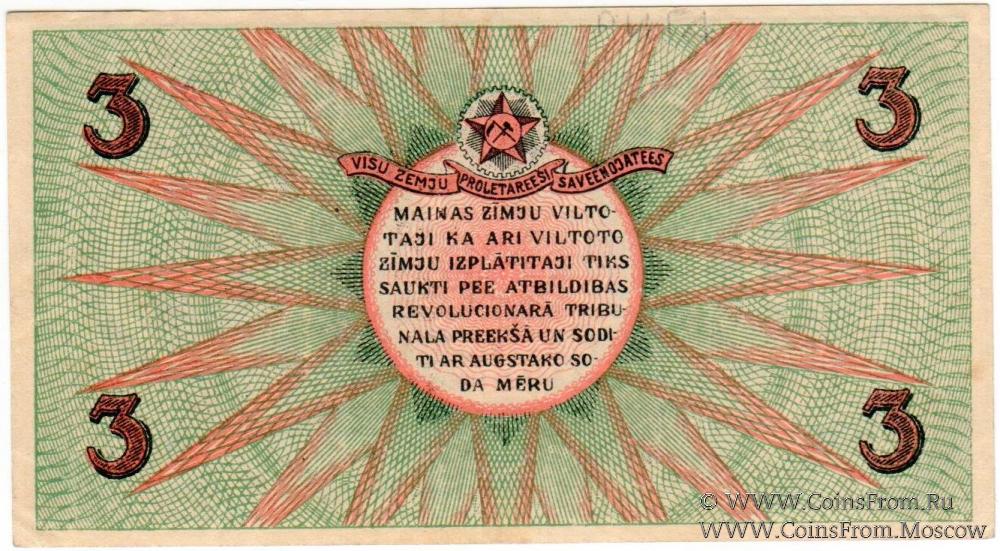 3
3
VISU ZEMJU PROLETAREEŠI SAVEENOJATEES
MAIŅAS ZĪMJU VILTO-
TAJI KA ARI VILTOTO
ZĪMJU IZPLĀTITAJI TIKS
SAUKTI PEE ATBILDIBAS
REVOLUCIONARĀ TRIBU-
NALA PREEKŠĀ UN SODI-
TI AR AUGSTAKO SO-
DA MĒRU
3
3
© WWW.CoinsFrom.Ru
WWW.CoinsFrom.Moscow